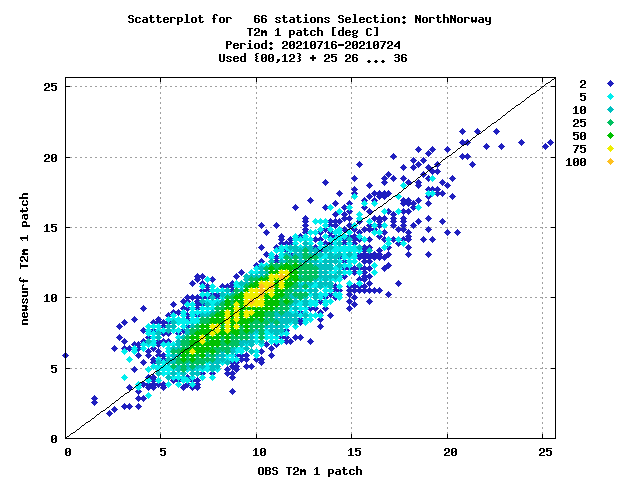 Scatterplot for   66 stations Selection: NorthNorway
T2m 1 patch [deg C]
Period: 20210716-20210724
Used {00,12} + 25 26 ... 36
2
5
10
25
50
75
100
25
20
15
10
5
0
newsurf T2m 1 patch
0 5 10 15 20 25
OBS T2m 1 patch